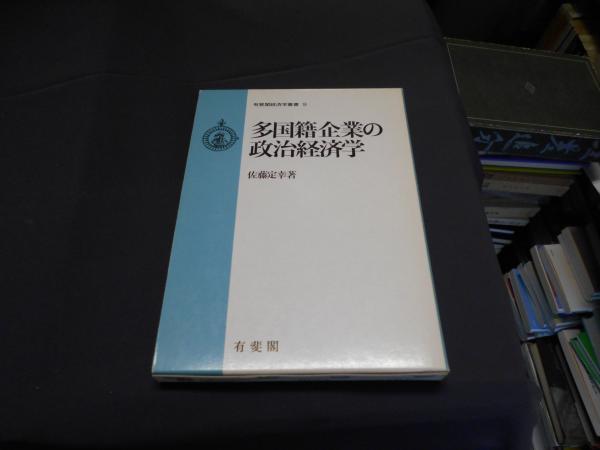 有斐閣経済学叢書 9
多国籍企業の
政治経済学
佐藤定幸著
有斐閣